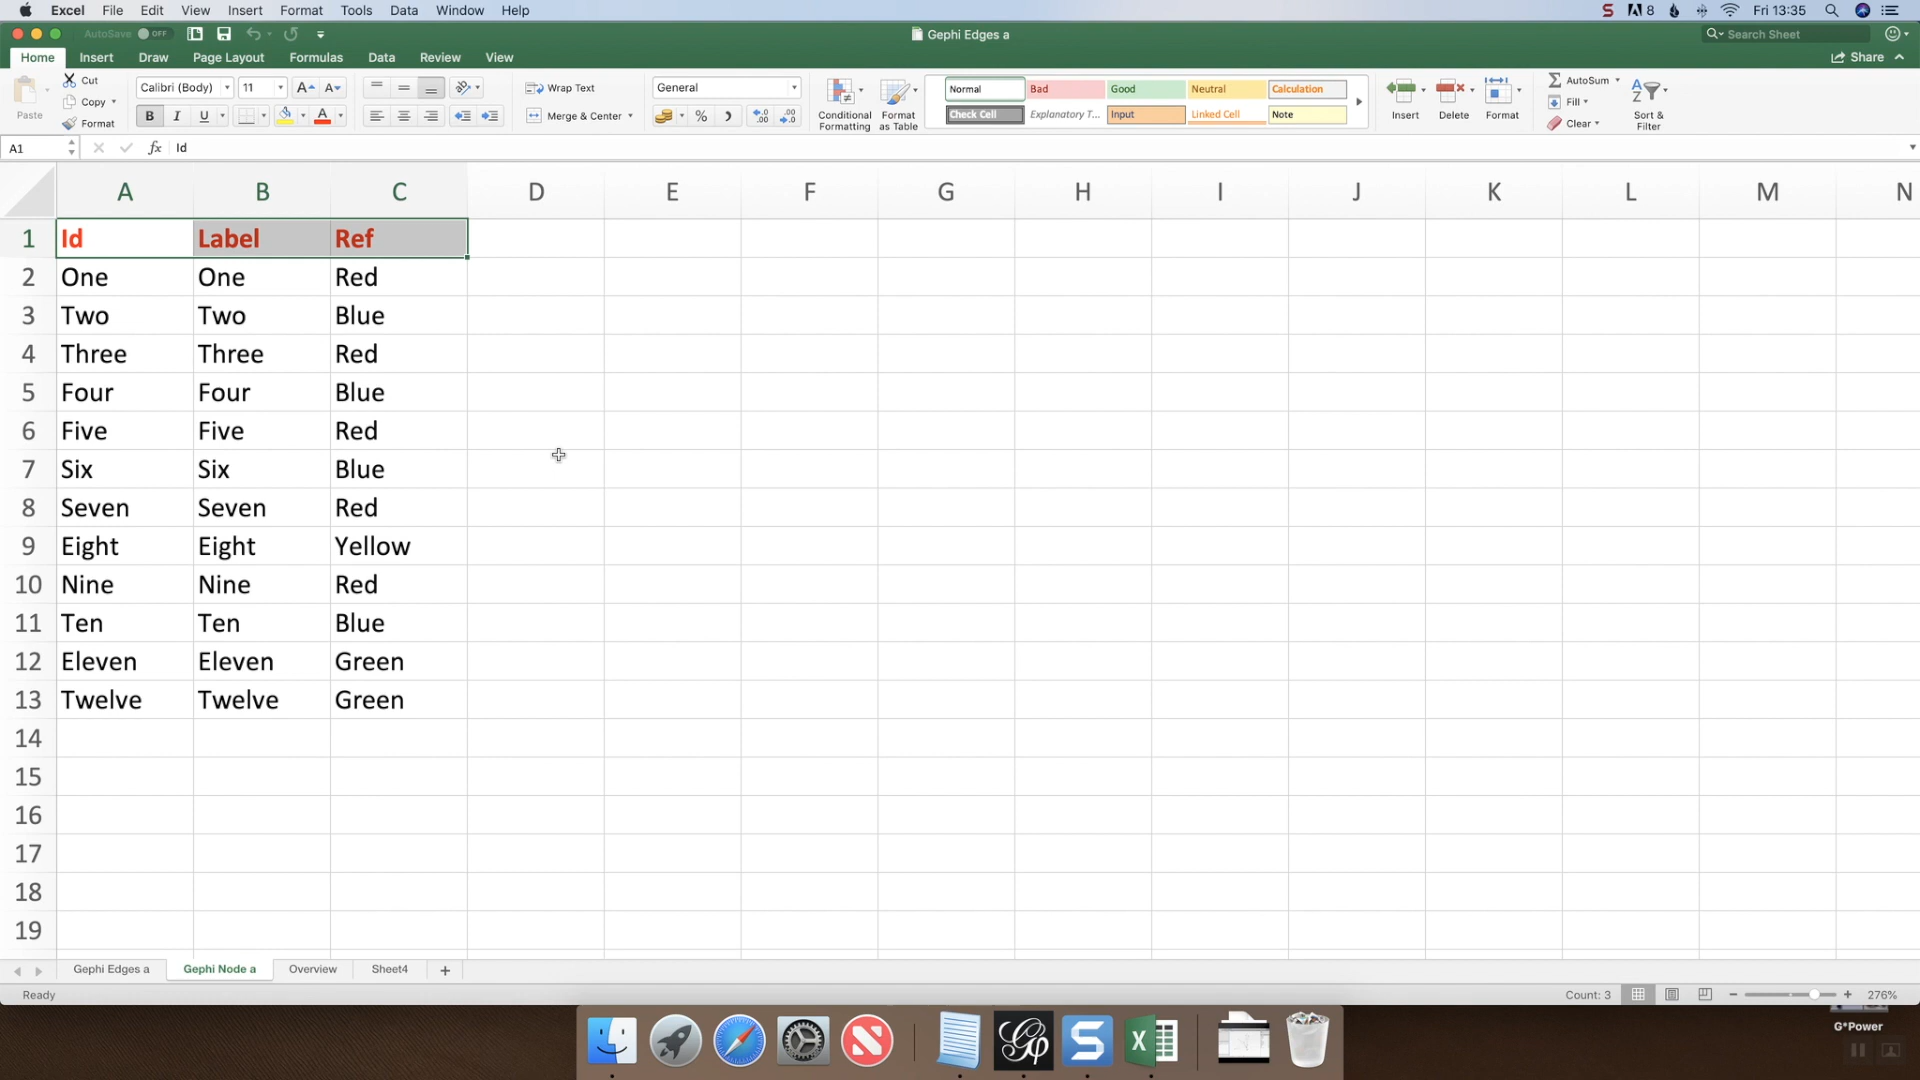 Excel File Edit View Insert Format Tools Data Window Help 8 Fri 13:35
AutoSave OFF Gephi Edges a Search Sheet
Home Insert Draw Page Layout Formulas Data Review View Share
Paste Cut Copy Format
Calibri (Body) 11 A A
B I U A
Wrap Text
Merge & Center
General
%
Conditional Formatting
Format as Table
Normal Bad Good Neutral Calculation
Check Cell Explanatory T... Input Linked Cell Note
Insert Delete Format
AutoSum
Fill
Clear
Sort & Filter
A1 fx Id
A B C D E F G H I J K L M N
1 Id Label Ref
2 One One Red
3 Two Two Blue
4 Three Three Red
5 Four Four Blue
6 Five Five Red
7 Six Six Blue
8 Seven Seven Red
9 Eight Eight Yellow
10 Nine Nine Red
11 Ten Ten Blue
12 Eleven Eleven Green
13 Twelve Twelve Green
14
15
16
17
18
19
Gephi Edges a Gephi Node a Overview Sheet4 +
Ready Count: 3 276%
G*Power